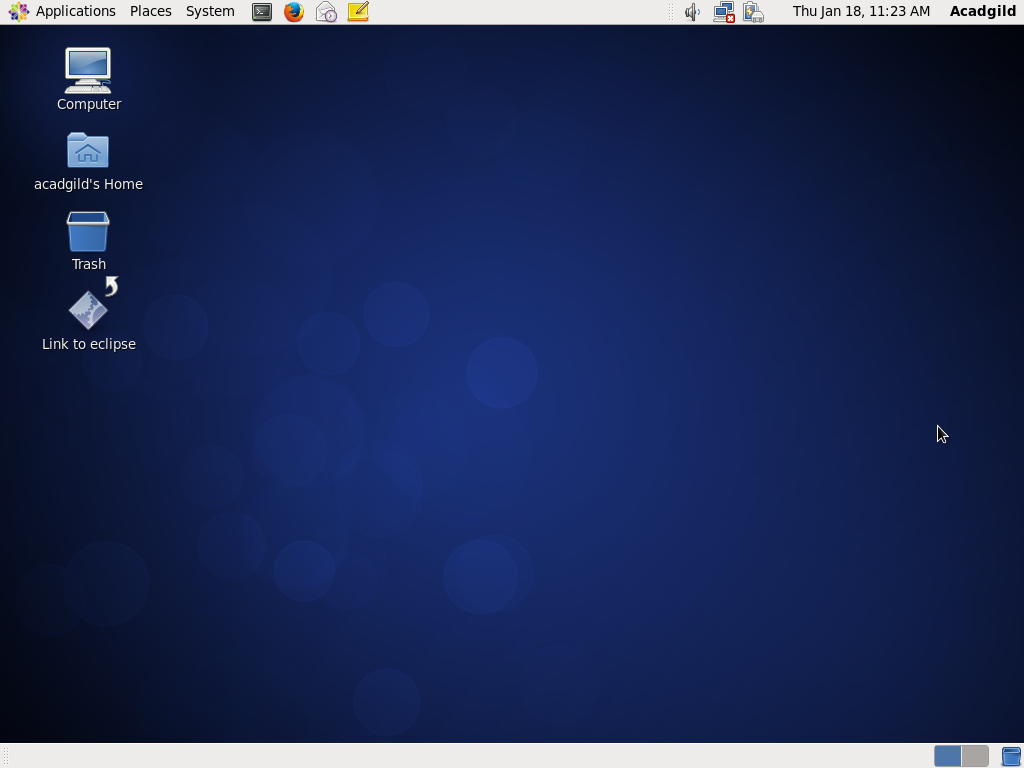 Applications Places System Thu Jan 18, 11:23 AM Acadgild
Computer
acadgild's Home
Trash
Link to eclipse